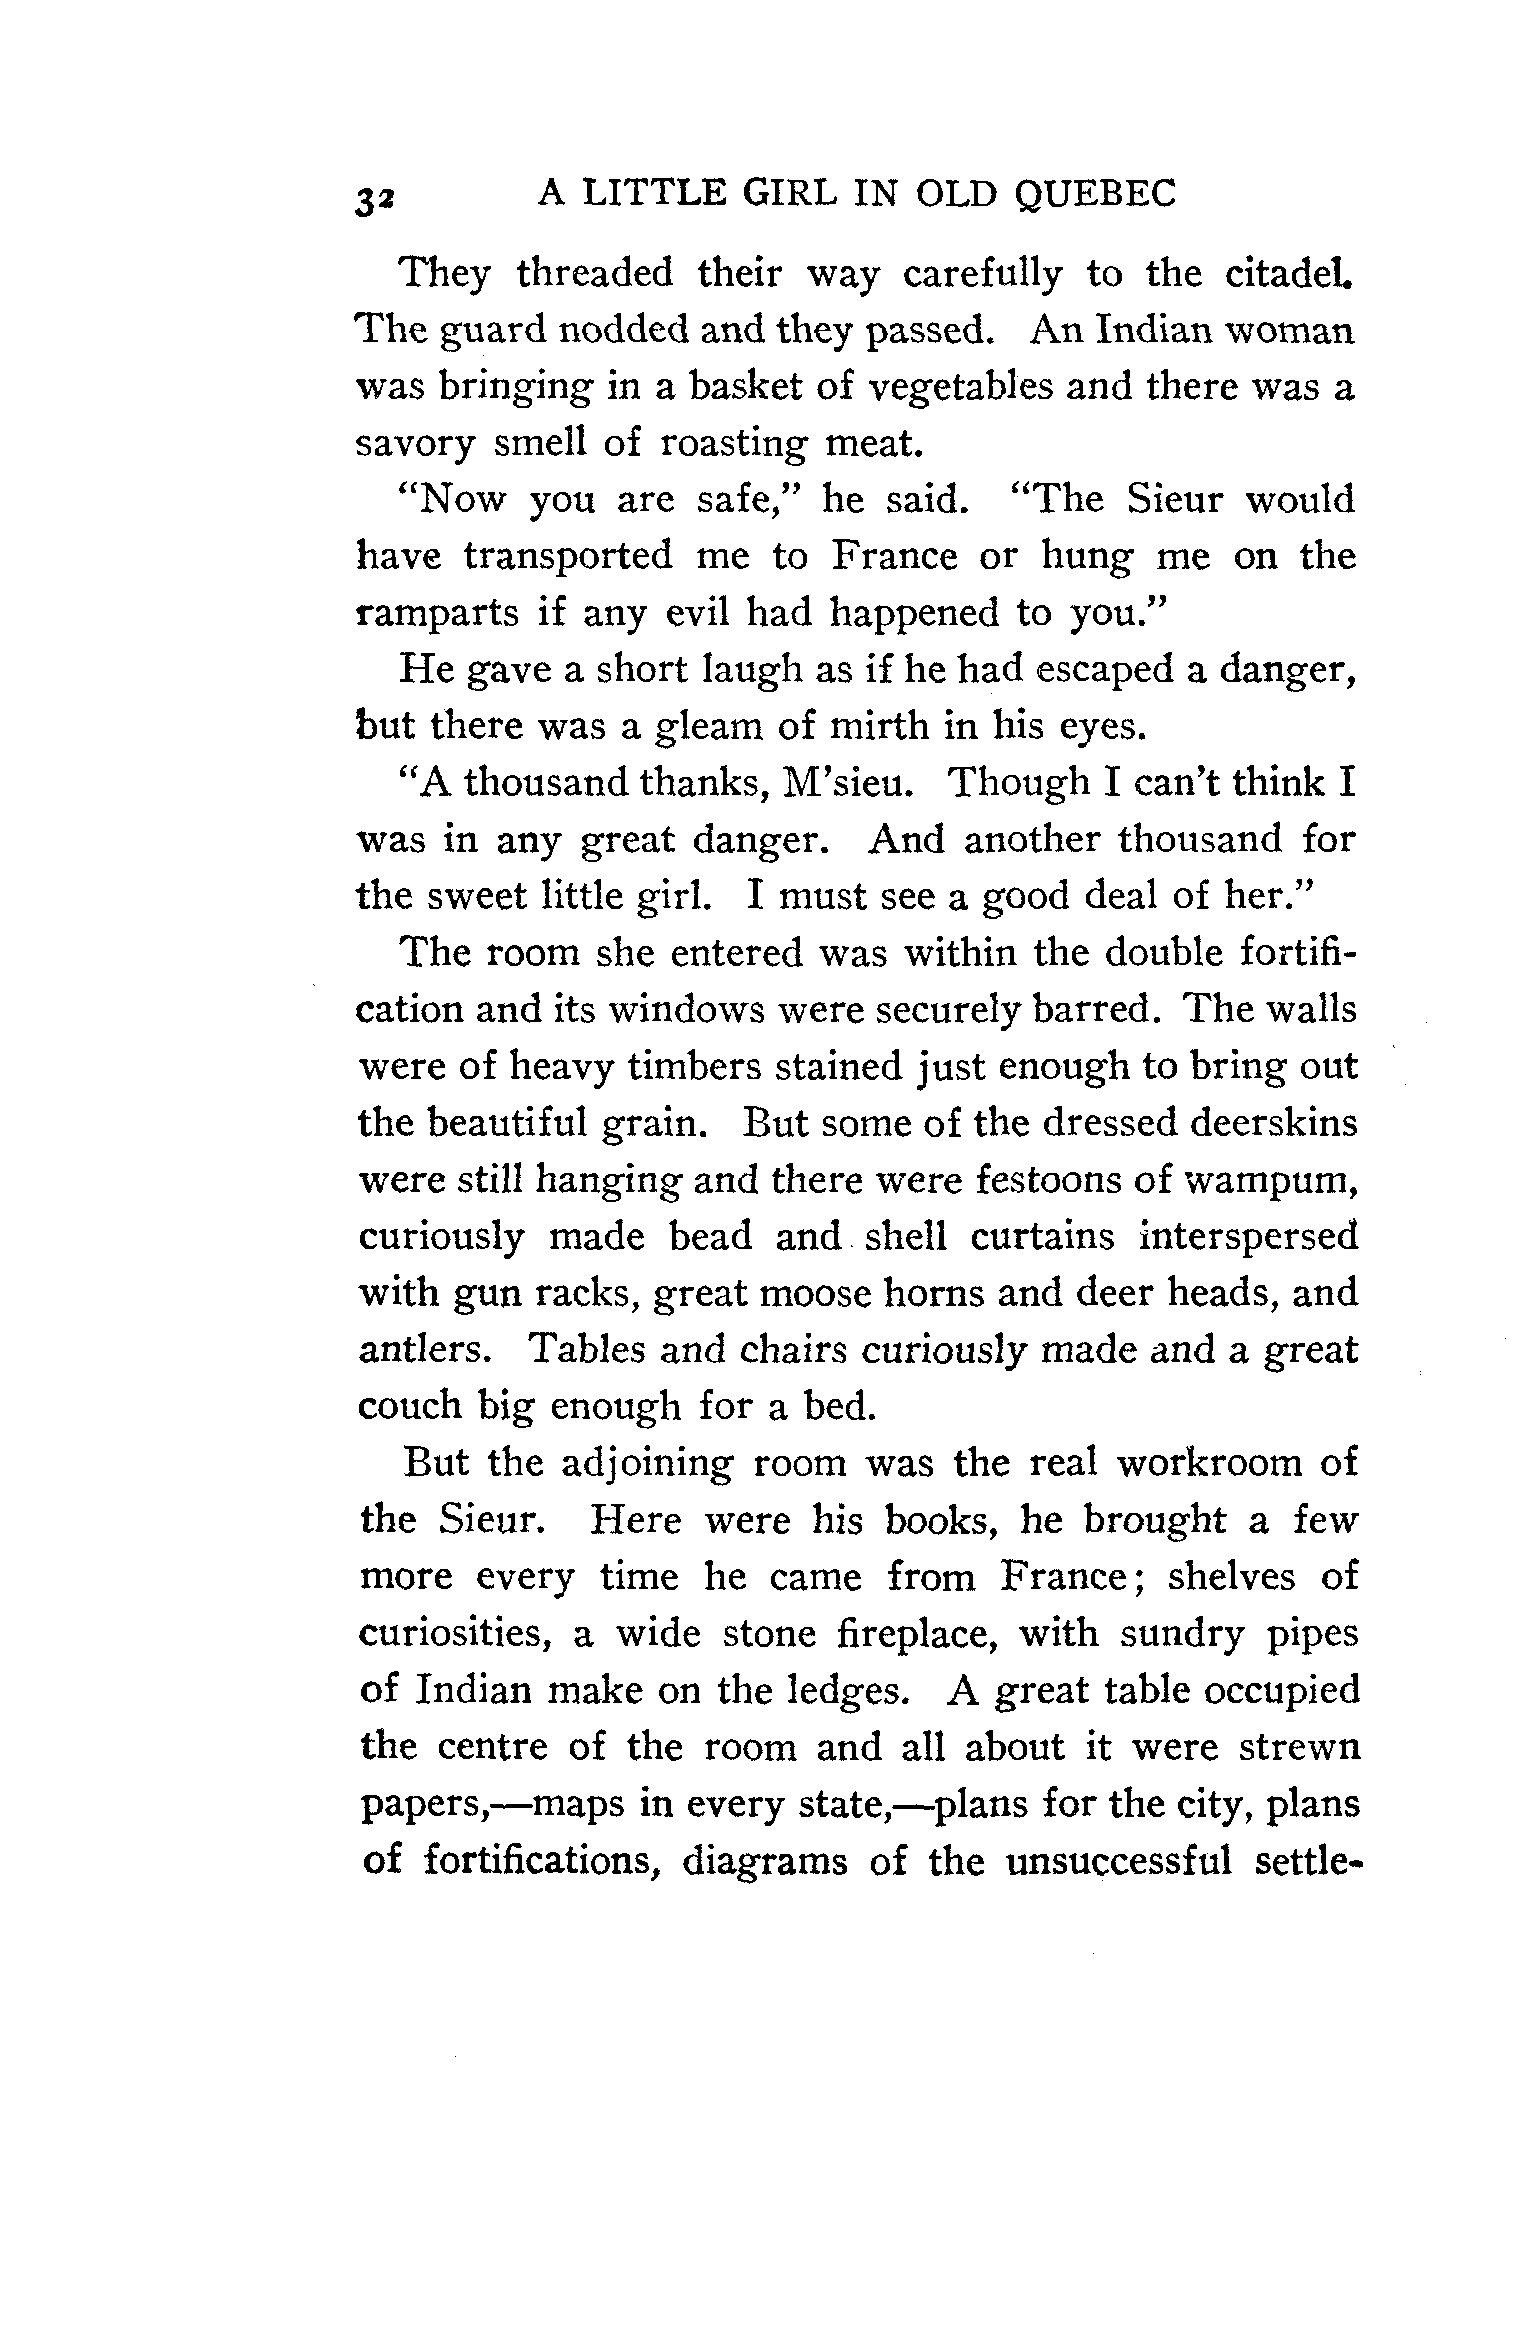 32 A LITTLE GIRL IN OLD QUEBEC
They threaded their way carefully to the citadel.
The guard nodded and they passed. An Indian woman
was bringing in a basket of vegetables and there was a
savory smell of roasting meat.
“Now you are safe,” he said. “The Sieur would
have transported me to France or hung me on the
ramparts if any evil had happened to you.”
He gave a short laugh as if he had escaped a danger,
but there was a gleam of mirth in his eyes.
“A thousand thanks, M’sieu. Though I can’t think I
was in any great danger. And another thousand for
the sweet little girl. I must see a good deal of her.”
The room she entered was within the double fortifi-
cation and its windows were securely barred. The walls
were of heavy timbers stained just enough to bring out
the beautiful grain. But some of the dressed deerskins
were still hanging and there were festoons of wampum,
curiously made bead and shell curtains interspersed
with gun racks, great moose horns and deer heads, and
antlers. Tables and chairs curiously made and a great
couch big enough for a bed.
But the adjoining room was the real workroom of
the Sieur. Here were his books, he brought a few
more every time he came from France; shelves of
curiosities, a wide stone fireplace, with sundry pipes
of Indian make on the ledges. A great table occupied
the centre of the room and all about it were strewn
papers,—maps in every state,—plans for the city, plans
of fortifications, diagrams of the unsuccessful settle-